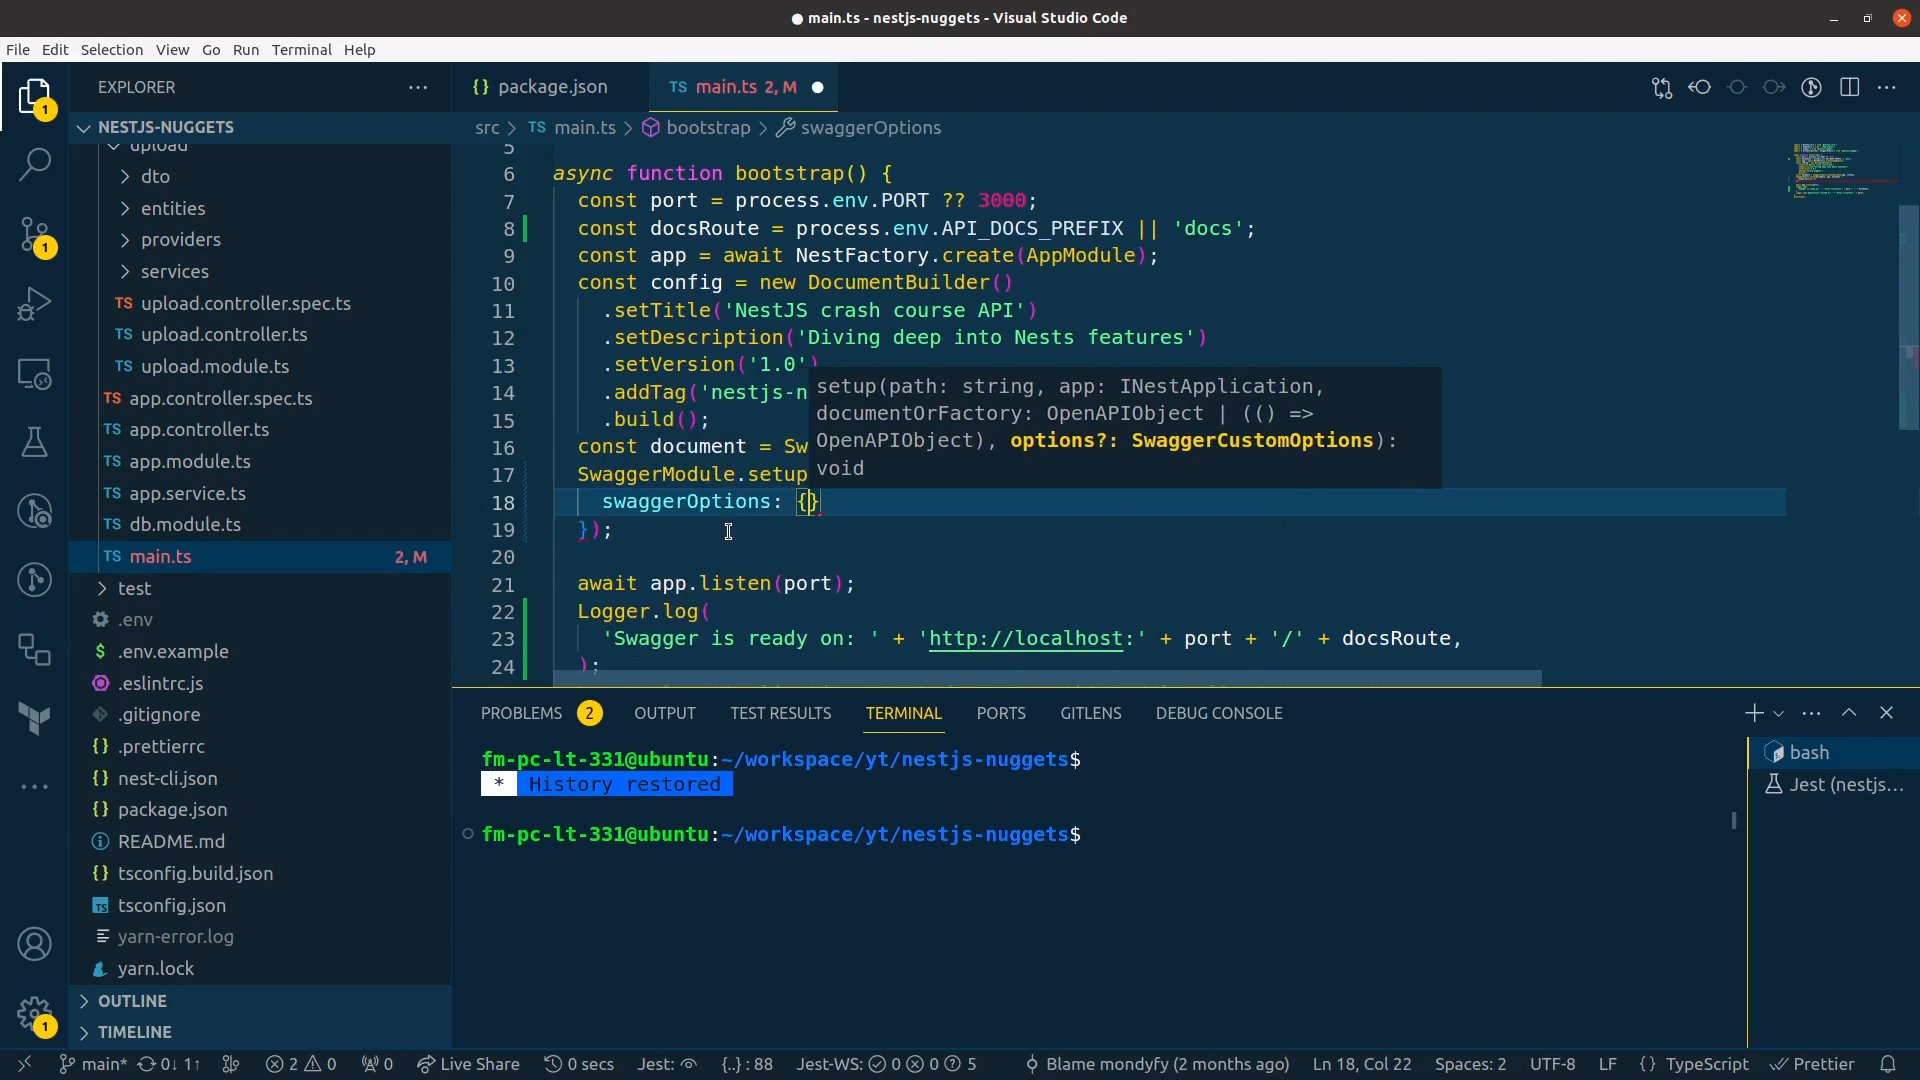 main.ts - nestjs-nuggets - Visual Studio Code
File Edit Selection View Go Run Terminal Help
EXPLORER
NESTJS-NUGGETS
upload
dto
entities
providers
services
TS upload.controller.spec.ts
TS upload.controller.ts
TS upload.module.ts
TS app.controller.spec.ts
TS app.controller.ts
TS app.module.ts
TS app.service.ts
TS db.module.ts
TS main.ts 2, M
test
.env
$ .env.example
.eslintrc.js
.gitignore
{} .prettierrc
{} nest-cli.json
{} package.json
README.md
{} tsconfig.build.json
TS tsconfig.json
yarn-error.log
yarn.lock
OUTLINE
TIMELINE
1
1
1
{} package.json
TS main.ts 2, M
src > TS main.ts > bootstrap > swaggerOptions
5
6 async function bootstrap() {
7 const port = process.env.PORT ?? 3000;
8 const docsRoute = process.env.API_DOCS_PREFIX || 'docs';
9 const app = await NestFactory.create(AppModule);
10 const config = new DocumentBuilder()
11 .setTitle('NestJS crash course API')
12 .setDescription('Diving deep into Nests features')
13 .setVersion('1.0')
14 .addTag('nestjs-n
15 .build();
16 const document = Sw
17 SwaggerModule.setup
18 swaggerOptions: {}
19 });
20
21 await app.listen(port);
22 Logger.log(
23 'Swagger is ready on: ' + 'http://localhost:' + port + '/' + docsRoute,
24 );
setup(path: string, app: INestApplication,
documentOrFactory: OpenAPIObject | (() =>
OpenAPIObject), options?: SwaggerCustomOptions):
void
PROBLEMS 2 OUTPUT TEST RESULTS TERMINAL PORTS GITLENS DEBUG CONSOLE
fm-pc-lt-331@ubuntu:~/workspace/yt/nestjs-nuggets$
* History restored
fm-pc-lt-331@ubuntu:~/workspace/yt/nestjs-nuggets$
bash
Jest (nestjs...
main* 0↓ 1↑ 2 0 0 Live Share 0 secs Jest: {..}: 88 Jest-WS: 0 0 5 Blame mondyfy (2 months ago) Ln 18, Col 22 Spaces: 2 UTF-8 LF {} TypeScript Prettier